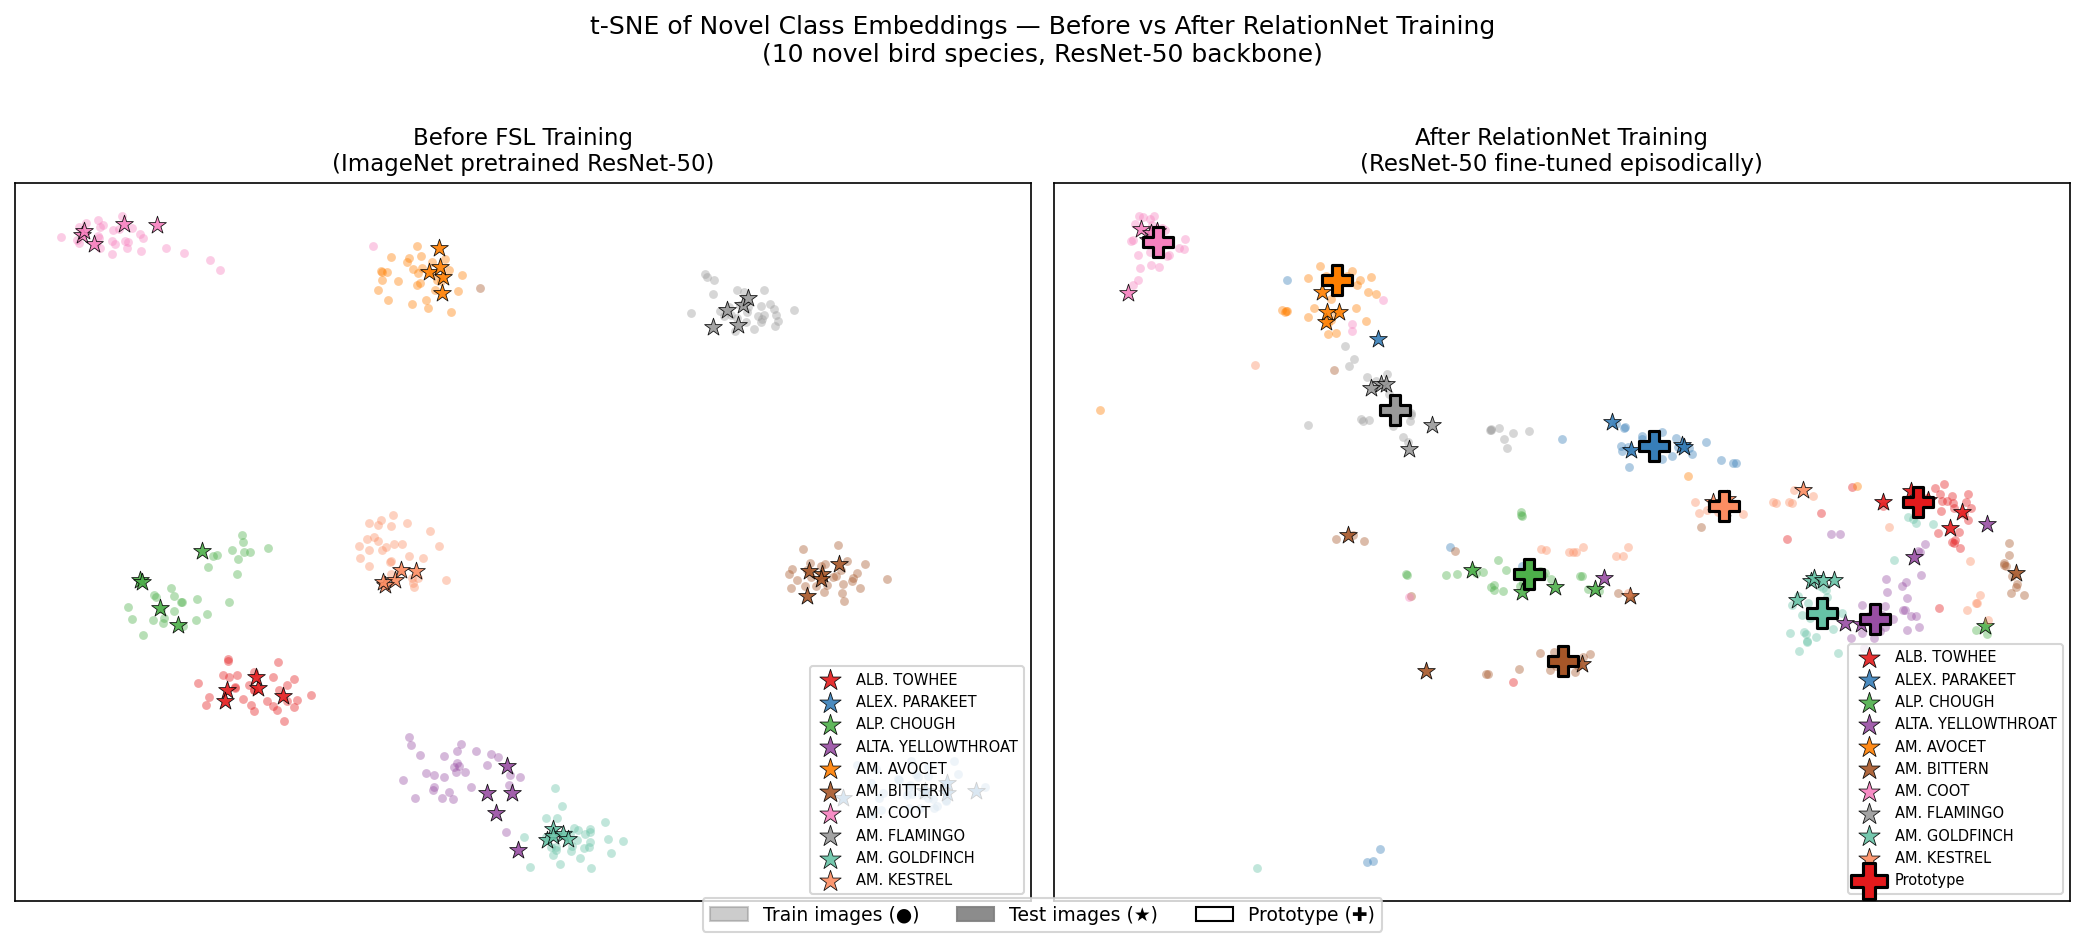 t-SNE of Novel Class Embeddings — Before vs After RelationNet Training
(10 novel bird species, ResNet-50 backbone)
Before FSL Training
(ImageNet pretrained ResNet-50)
After RelationNet Training
(ResNet-50 fine-tuned episodically)
ALB. TOWHEE
ALEX. PARAKEET
ALP. CHOUGH
ALTA. YELLOWTHROAT
AM. AVOCET
AM. BITTERN
AM. COOT
AM. FLAMINGO
AM. GOLDFINCH
AM. KESTREL
ALB. TOWHEE
ALEX. PARAKEET
ALP. CHOUGH
ALTA. YELLOWTHROAT
AM. AVOCET
AM. BITTERN
AM. COOT
AM. FLAMINGO
AM. GOLDFINCH
AM. KESTREL
Prototype
Train images (●) Test images (★) Prototype (✚)